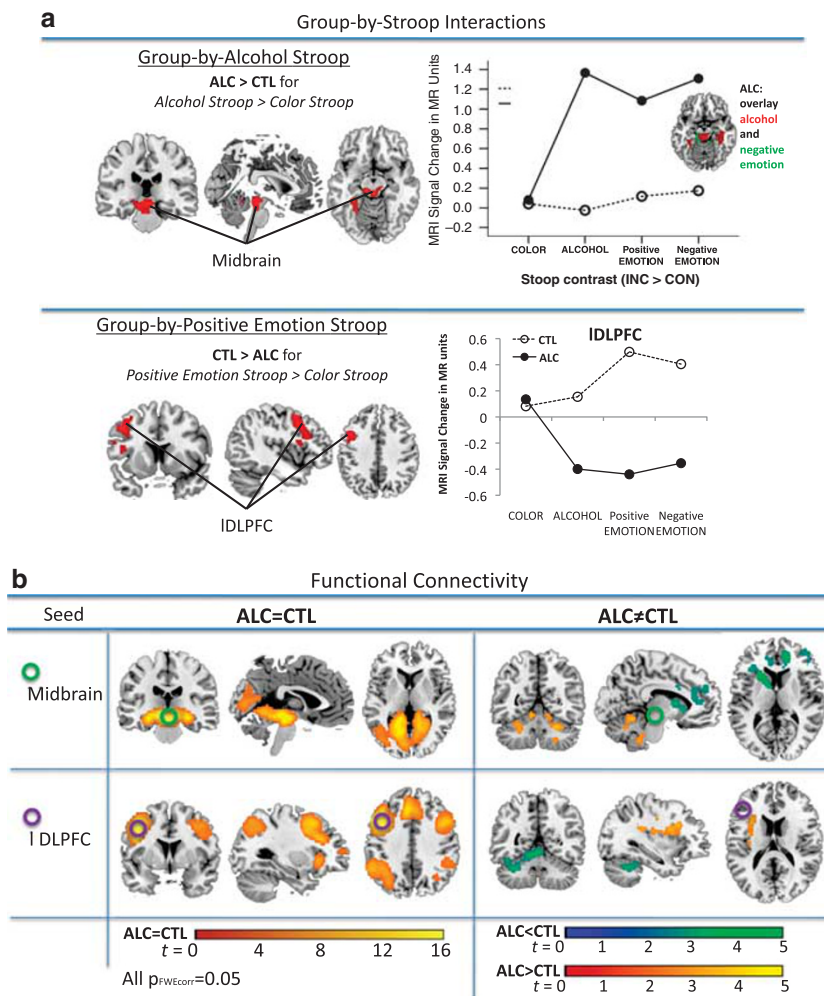 a
Group-by-Stroop Interactions
Group-by-Alcohol Stroop
ALC > CTL for
Alcohol Stroop > Color Stroop
Midbrain
MRI Signal Change in MR Units
1.4
1.2
1.0
0.8
0.6
0.4
0.2
0.0
–0.2
COLOR
ALCOHOL
Positive
EMOTION
Negative
EMOTION
Stoop contrast (INC > CON)
ALC:
overlay
alcohol
and
negative
emotion
Group-by-Positive Emotion Stroop
CTL > ALC for
Positive Emotion Stroop > Color Stroop
lDLPFC
lDLPFC
CTL
ALC
MRI Signal Change in MR units
0.6
0.4
0.2
0
-0.2
-0.4
-0.6
COLOR
ALCOHOL
Positive
EMOTION
Negative
EMOTION
b
Functional Connectivity
Seed
ALC=CTL
ALC≠CTL
Midbrain
l DLPFC
ALC=CTL
t = 0 4 8 12 16
All pFWEcorr=0.05
ALC<CTL
t = 0 1 2 3 4 5
ALC>CTL
t = 0 1 2 3 4 5